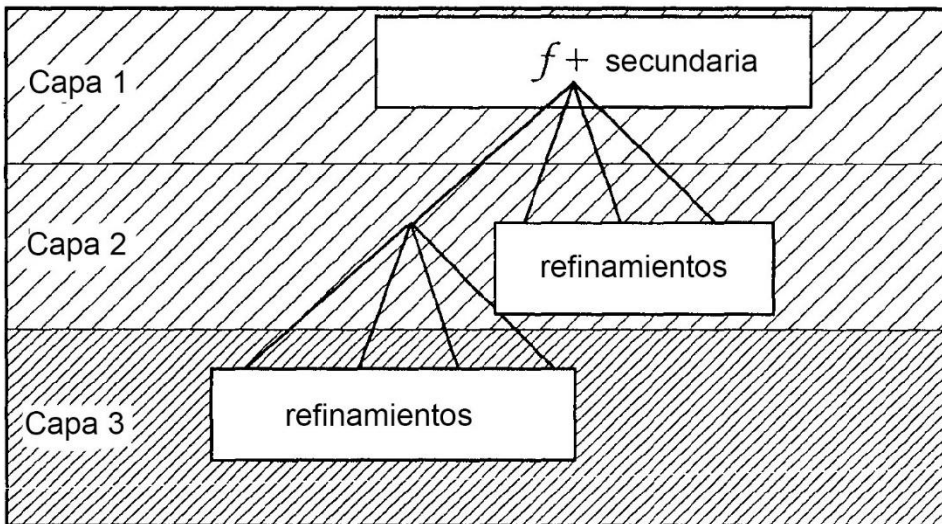 Capa 1
f + secundaria
Capa 2
refinamientos
Capa 3
refinamientos